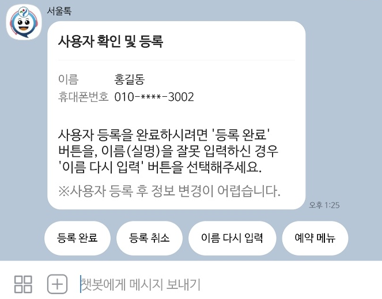 서울톡
사용자 확인 및 등록
이름 홍길동
휴대폰번호 010-****-3002
사용자 등록을 완료하시려면 '등록 완료'
버튼을, 이름(실명)을 잘못 입력하신 경우
'이름 다시 입력' 버튼을 선택해주세요.
※사용자 등록 후 정보 변경이 어렵습니다.
오후 1:25
등록 완료 등록 취소 이름 다시 입력 예약 메뉴
챗봇에게 메시지 보내기